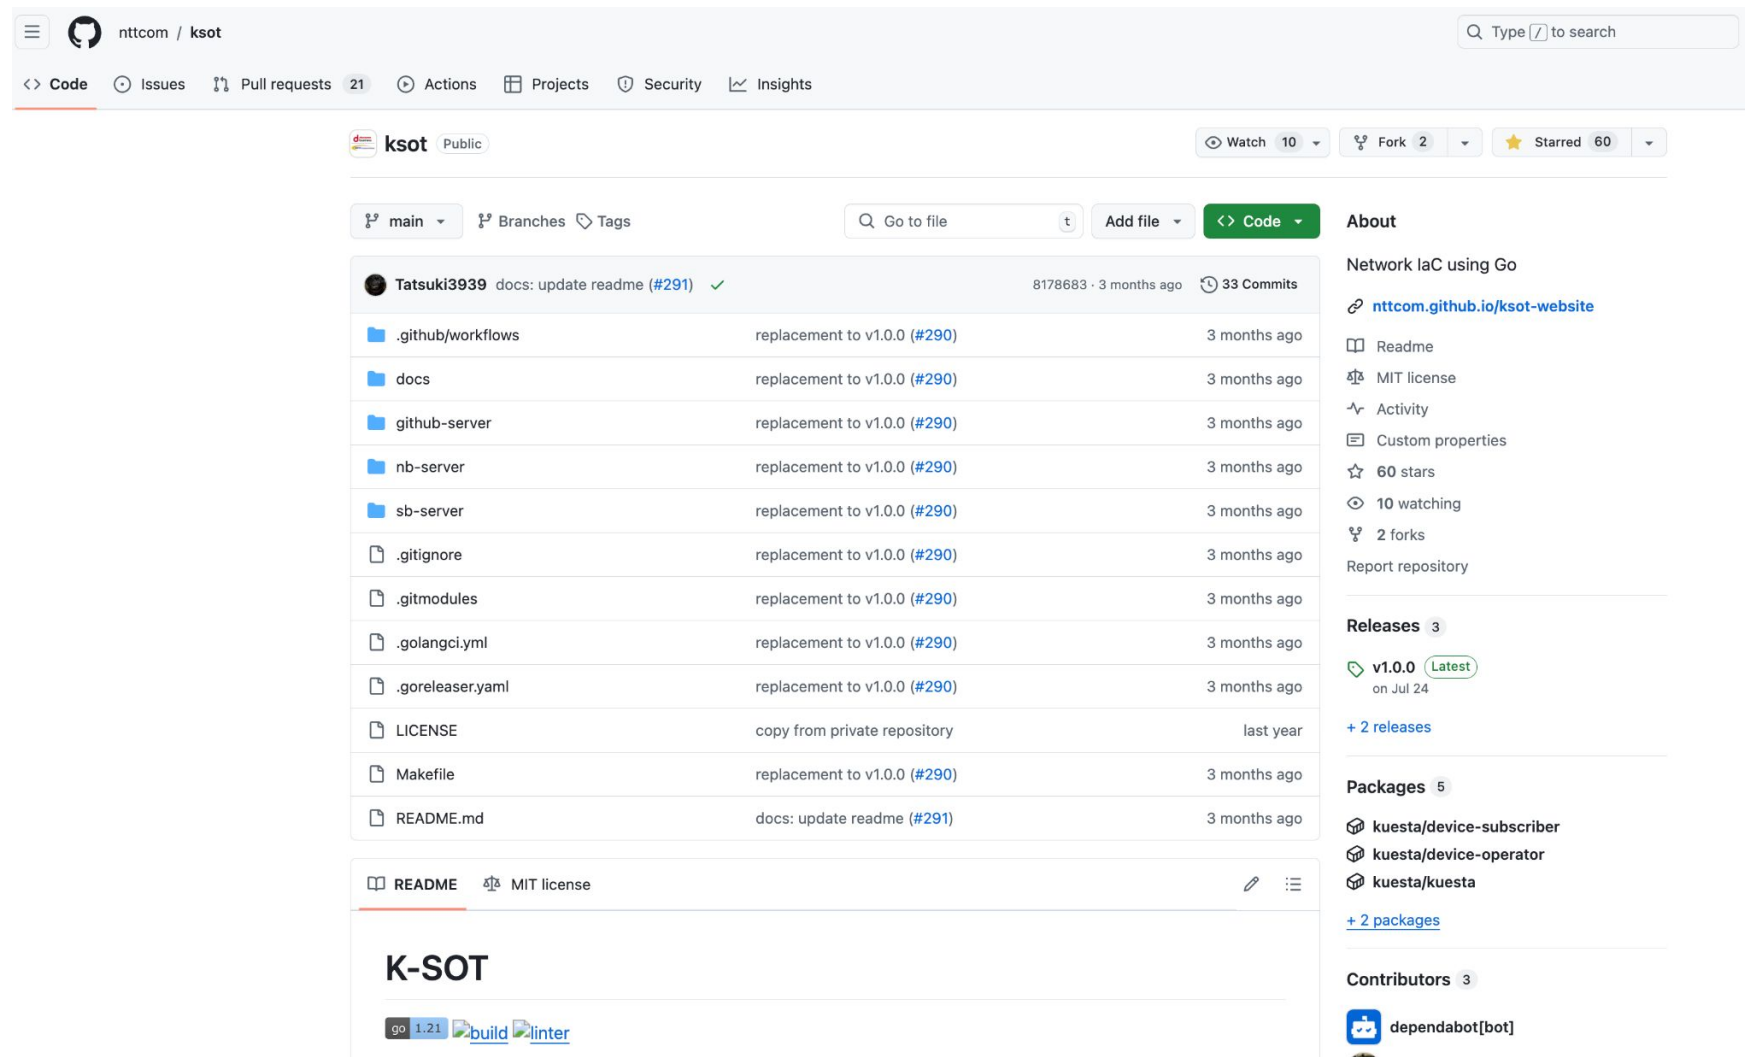 nttcom / ksot
Type / to search
Code Issues Pull requests 21 Actions Projects Security Insights
ksot Public
Watch 10 Fork 2 Starred 60
main Branches Tags Go to file t Add file Code
Tatsuki3939 docs: update readme (#291) 8178683 · 3 months ago 33 Commits
.github/workflows replacement to v1.0.0 (#290) 3 months ago
docs replacement to v1.0.0 (#290) 3 months ago
github-server replacement to v1.0.0 (#290) 3 months ago
nb-server replacement to v1.0.0 (#290) 3 months ago
sb-server replacement to v1.0.0 (#290) 3 months ago
.gitignore replacement to v1.0.0 (#290) 3 months ago
.gitmodules replacement to v1.0.0 (#290) 3 months ago
.golangci.yml replacement to v1.0.0 (#290) 3 months ago
.goreleaser.yaml replacement to v1.0.0 (#290) 3 months ago
LICENSE copy from private repository last year
Makefile replacement to v1.0.0 (#290) 3 months ago
README.md docs: update readme (#291) 3 months ago
README MIT license
K-SOT
go 1.21 build linter
About
Network IaC using Go
nttcom.github.io/ksot-website
Readme
MIT license
Activity
Custom properties
60 stars
10 watching
2 forks
Report repository
Releases 3
v1.0.0 Latest
on Jul 24
+ 2 releases
Packages 5
kuesta/device-subscriber
kuesta/device-operator
kuesta/kuesta
+ 2 packages
Contributors 3
dependabot[bot]